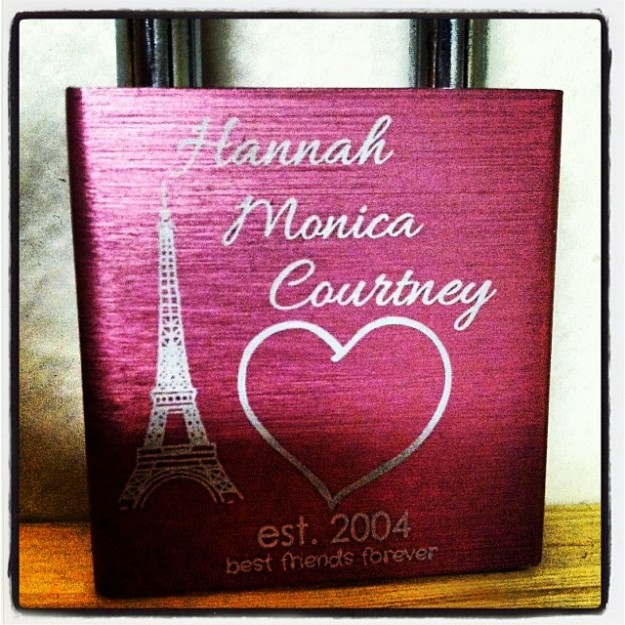 Hannah
Monica
Courtney
est. 2004
best friends forever